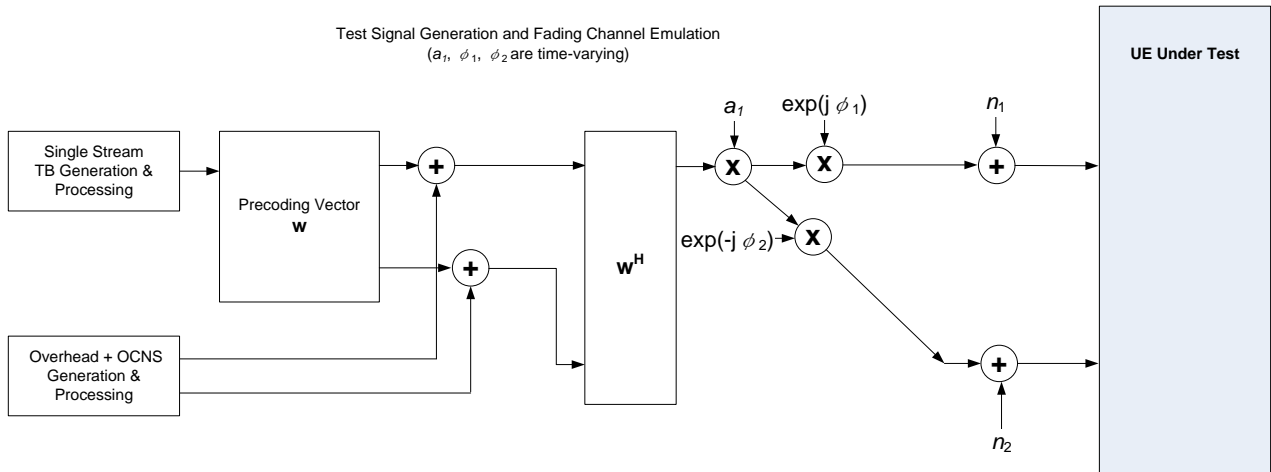 Test Signal Generation and Fading Channel Emulation
(a₁, ϕ₁, ϕ₂ are time-varying)
UE Under Test
a₁
exp(j ϕ₁)
n₁
Single Stream
TB Generation &
Processing
+
X
X
+
Precoding Vector
w
exp(-j ϕ₂)
X
+
wᴴ
Overhead + OCNS
Generation &
Processing
+
n₂